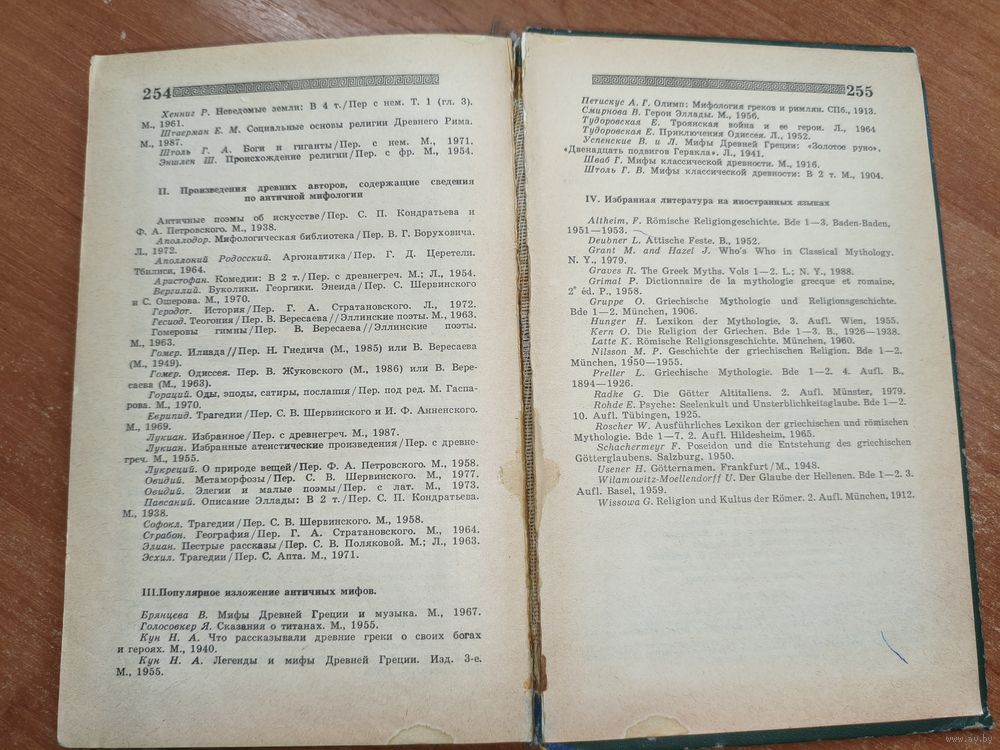 254
Хенниг Р. Неведомые земли: В 4 т./Пер с нем. Т. 1 (гл. 3).
М., 1961.
Штаерман Е. М. Социальные основы религии Древнего Рима.
М., 1987.
Штоль Г. А. Боги и гиганты/Пер. с нем. М., 1971.
Эншлен Ш. Происхождение религии/Пер. с фр. М., 1954.
II. Произведения древних авторов, содержащие сведения
по античной мифологии
Античные поэмы об искусстве/Пер. С. П. Кондратьева и
Ф. А. Петровского. М., 1938.
Аполлодор. Мифологическая библиотека/Пер. В. Г. Боруховича.
Л., 1972.
Аполлоний Родосский. Аргонавтика/Пер. Г. Д. Церетели.
Тбилиси, 1964.
Аристофан. Комедии: В 2 т./Пер. с древнегреч. М.; Л., 1954.
Вергилий. Буколики. Георгики. Энеида/Пер. С. Шервинского
и С. Ошерова. М., 1970.
Геродот. История/Пер. Г. А. Стратановского. Л., 1972.
Гесиод. Теогония/Пер. В. Вересаева//Эллинские поэты. М., 1963.
Гомеровы гимны/Пер. В. Вересаева//Эллинские поэты.
М., 1963.
Гомер. Илиада//Пер. Н. Гнедича (М., 1985) или В. Вересаева
(М., 1949).
Гомер. Одиссея. Пер. В. Жуковского (М., 1986) или В. Вере-
саева (М., 1963).
Гораций. Оды, эподы, сатиры, послания/Пер. под ред. М. Гаспа-
рова. М., 1970.
Еврипид. Трагедии/Пер. С. В. Шервинского и И. Ф. Анненского.
М., 1969.
Лукиан. Избранное/Пер. с древнегреч. М., 1987.
Лукиан. Избранные атеистические произведения/Пер. с древне-
греч. М., 1955.
Лукреций. О природе вещей/Пер. Ф. А. Петровского. М., 1958.
Овидий. Метаморфозы/Пер. С. В. Шервинского. М., 1977.
Овидий. Элегии и малые поэмы/Пер. с лат. М., 1973.
Павсаний. Описание Эллады: В 2 т./Пер. С. П. Кондратьева.
М., 1938.
Софокл. Трагедии/Пер. С. В. Шервинского. М., 1958.
Страбон. География/Пер. Г. А. Стратановского. М., 1964.
Элиан. Пестрые рассказы/Пер. С. В. Поляковой. М.; Л., 1963.
Эсхил. Трагедии/Пер. С. Апта. М., 1971.
III.Популярное изложение античных мифов.
Брянцева В. Мифы Древней Греции и музыка. М., 1967.
Голосовкер Я. Сказания о титанах. М., 1955.
Кун Н. А. Что рассказывали древние греки о своих богах
и героях. М., 1940.
Кун Н. А. Легенды и мифы Древней Греции. Изд. 3-е.
М., 1955.
255
Петискус А. Г. Олимп: Мифология греков и римлян. СПб., 1913.
Смирнова В. Герои Эллады. М., 1956.
Тудоровская Е. Троянская война и ее герои. Л., 1964
Тудоровская Е. Приключения Одиссея. Л., 1952.
Успенские В. и Л. Мифы Древней Греции: «Золотое руно»,
«Двенадцать подвигов Геракла». Л., 1941.
Шваб Г. Мифы классической древности. М., 1916.
Штоль Г. В. Мифы классической древности: В 2 т. М., 1904.
IV. Избранная литература на иностранных языках
Altheim, F. Römische Religiongeschichte. Bde 1—3. Baden-Baden,
1951—1953.
Deubner L. Attische Feste. B., 1952.
Grant M. and Hazel J. Who's Who in Classical Mythology.
N. Y., 1979.
Graves R. The Greek Myths. Vols 1—2. L.; N. Y., 1988.
Grimal P. Dictionnaire de la mythologie grecque et romaine,
2e éd. P., 1958.
Gruppe O. Griechische Mythologie und Religionsgeschichte.
Bde 1—2. München, 1906.
Hunger H. Lexikon der Mythologie. 3. Aufl. Wien, 1955.
Kern O. Die Religion der Griechen. Bde 1—3. B., 1926—1938.
Latte K. Römische Religionsgeschichte. München, 1960.
Nilsson M. P. Geschichte der griechischen Religion. Bde 1—2.
München, 1950—1955.
Preller L. Griechische Mythologie. Bde 1—2. 4. Aufl. B.,
1894—1926.
Radke G. Die Götter Altitaliens. 2. Aufl. Münster, 1979.
Rohde E. Psyche: Seelenkult und Unsterblichkeitsglaube. Bde 1—2.
10. Aufl. Tübingen, 1925.
Roscher W. Ausführliches Lexikon der griechischen und römischen
Mythologie. Bde 1—7. 2. Aufl. Hildesheim, 1965.
Schachermeyr F. Poseidon und die Entstehung des griechischen
Götterglaubens. Salzburg, 1950.
Usener H. Götternamen. Frankfurt/M., 1948.
Wilamowitz-Moellendorff U. Der Glaube der Hellenen. Bde 1—2. 3.
Aufl. Basel, 1959.
Wissowa G. Religion und Kultus der Römer. 2. Aufl. München, 1912.
www.ay.by